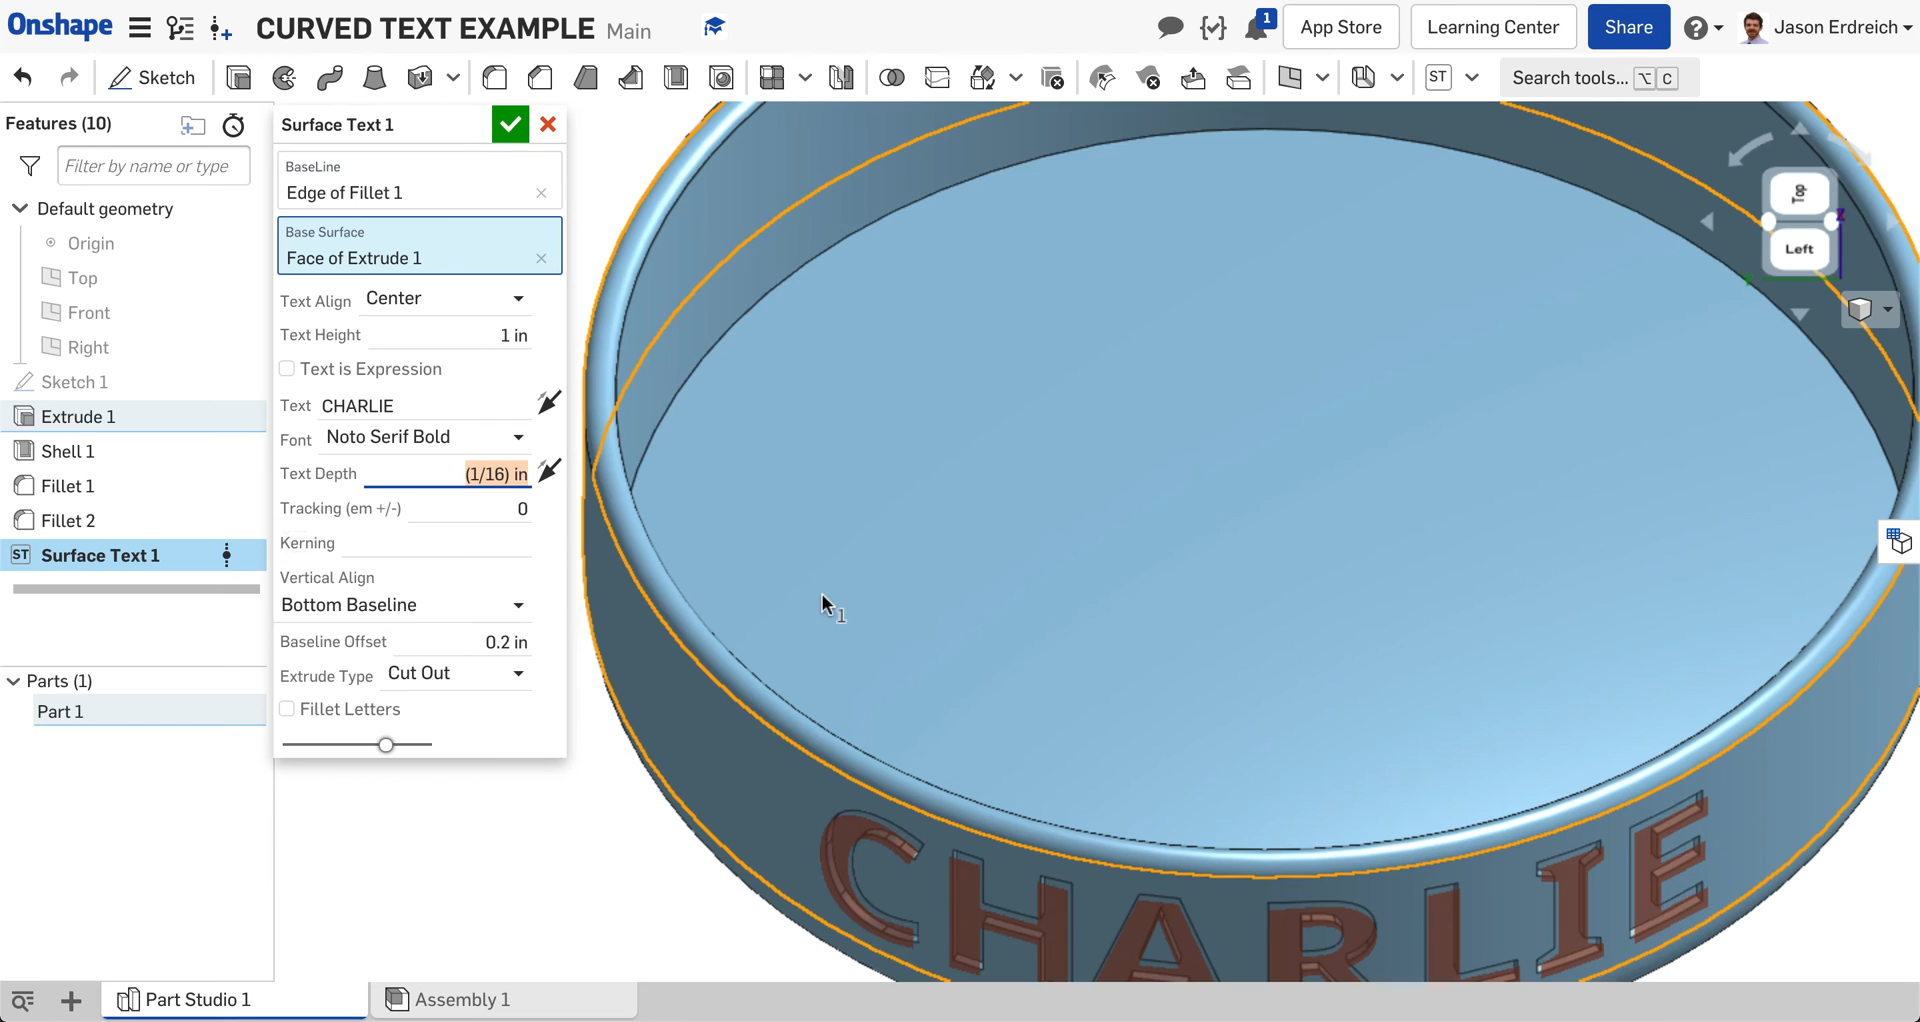 Onshape CURVED TEXT EXAMPLE Main 1 App Store Learning Center Share Jason Erdreich
Sketch ST Search tools... ⌥ C
Features (10)
Filter by name or type
Default geometry
Origin
Top
Front
Right
Sketch 1
Extrude 1
Shell 1
Fillet 1
Fillet 2
ST Surface Text 1
Parts (1)
Part 1
Surface Text 1
BaseLine
Edge of Fillet 1
Base Surface
Face of Extrude 1
Text Align Center
Text Height 1 in
Text is Expression
Text CHARLIE
Font Noto Serif Bold
Text Depth (1/16) in
Tracking (em +/-) 0
Kerning
Vertical Align
Bottom Baseline
Baseline Offset 0.2 in
Extrude Type Cut Out
Fillet Letters
Top
Z
Left
1
CHARLIE
Part Studio 1 Assembly 1